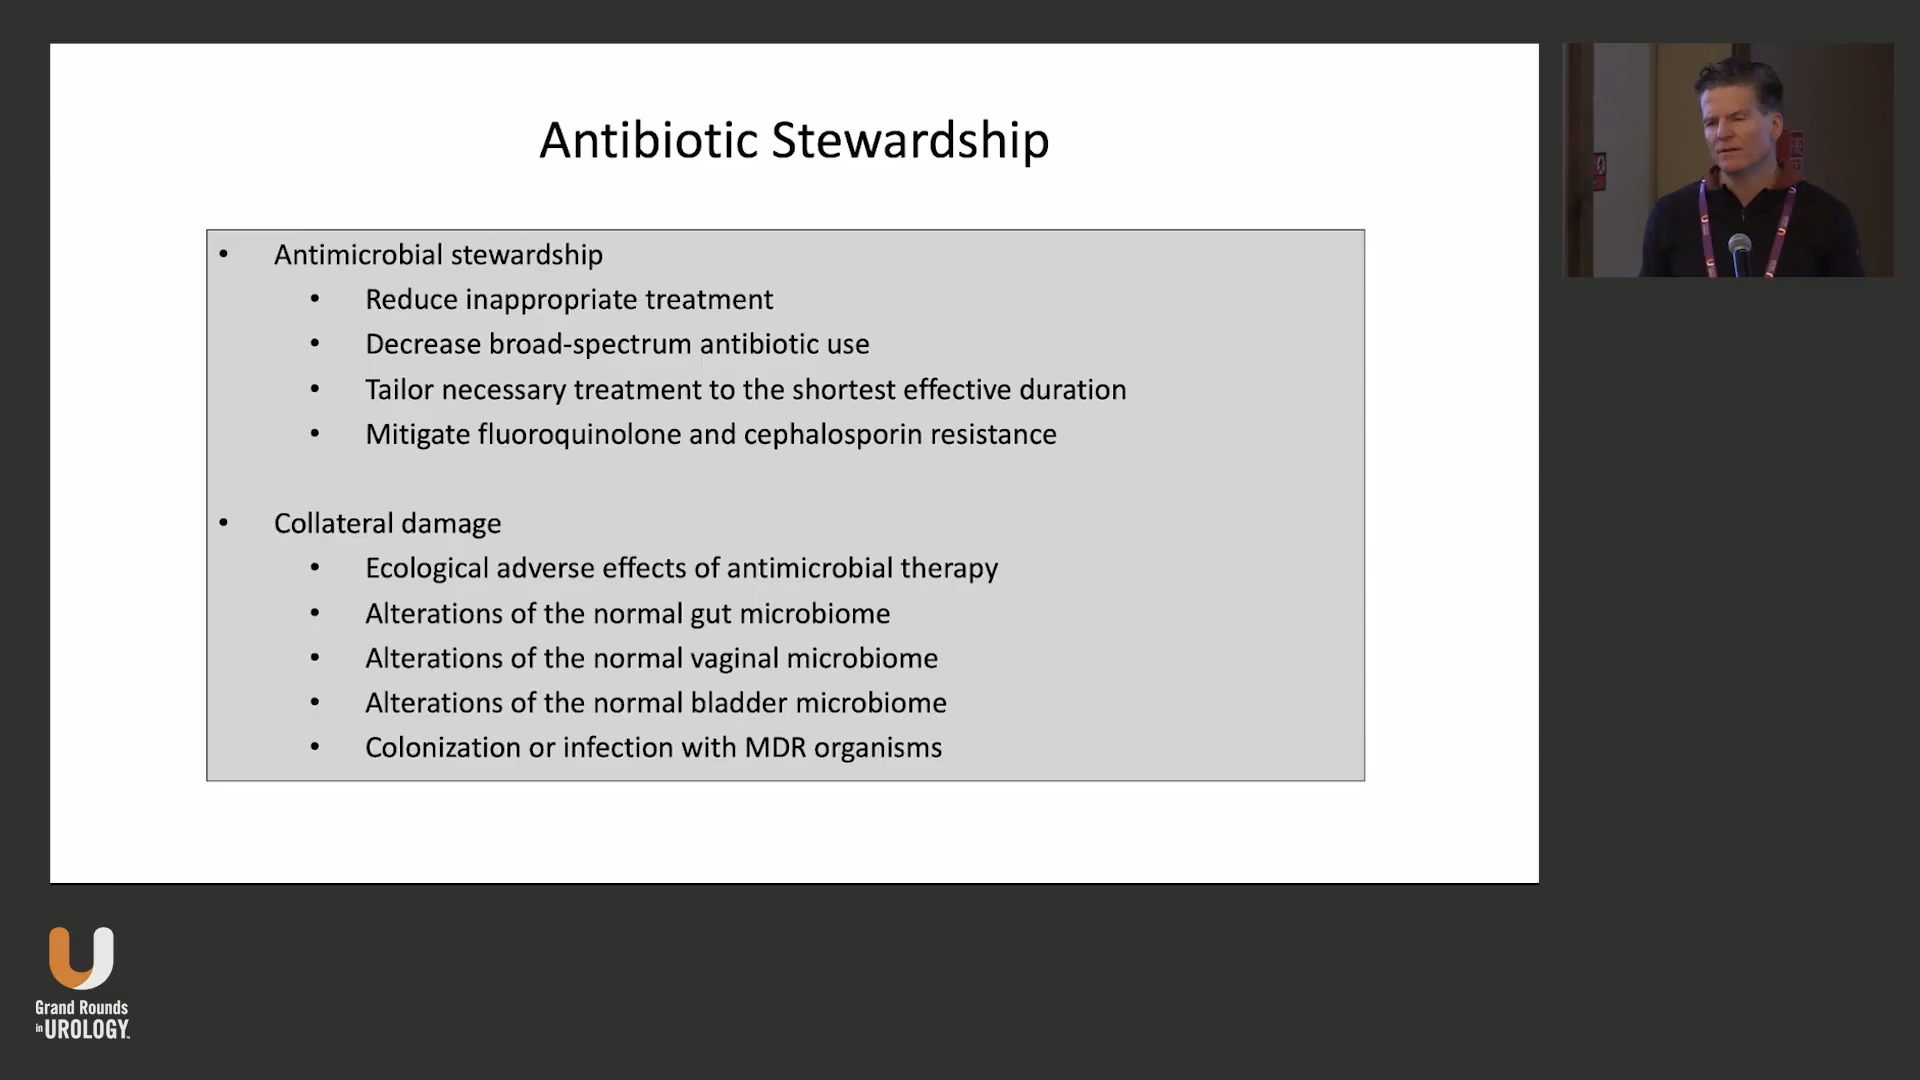 Antibiotic Stewardship
• Antimicrobial stewardship
• Reduce inappropriate treatment
• Decrease broad-spectrum antibiotic use
• Tailor necessary treatment to the shortest effective duration
• Mitigate fluoroquinolone and cephalosporin resistance
• Collateral damage
• Ecological adverse effects of antimicrobial therapy
• Alterations of the normal gut microbiome
• Alterations of the normal vaginal microbiome
• Alterations of the normal bladder microbiome
• Colonization or infection with MDR organisms
Grand Rounds
in UROLOGY™